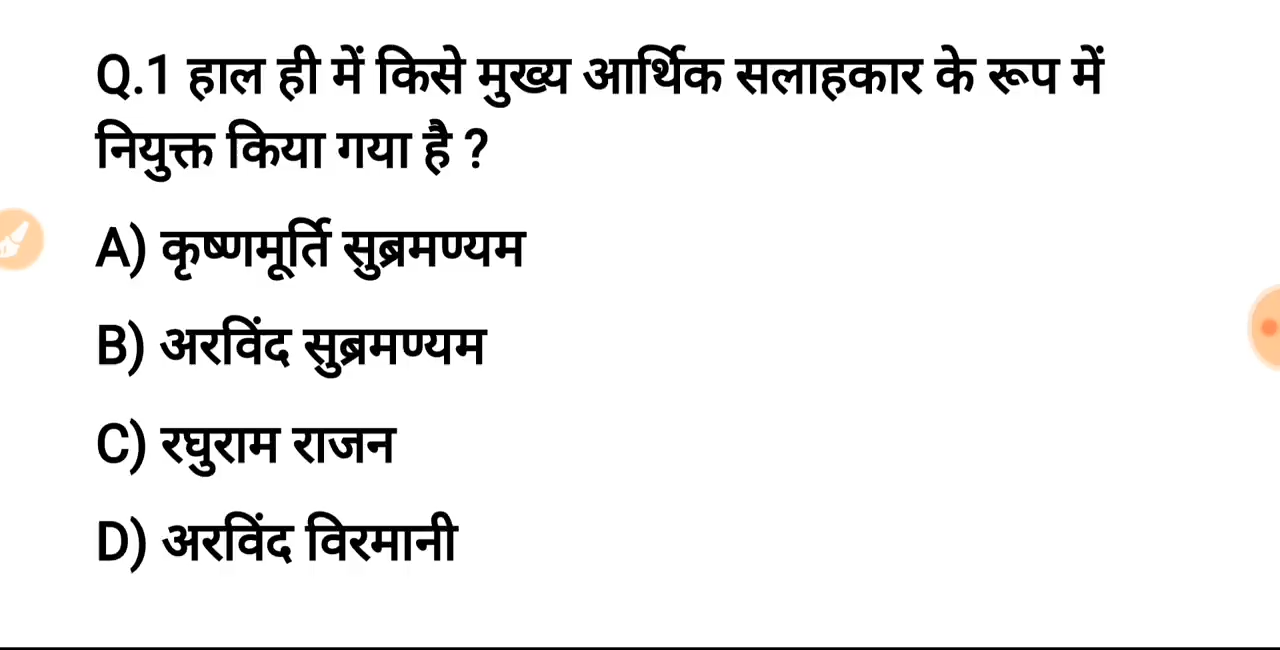 Q.1 हाल ही में किसे मुख्य आर्थिक सलाहकार के रूप में
नियुक्त किया गया है ?
A) कृष्णमूर्ति सुब्रमण्यम
B) अरविंद सुब्रमण्यम
C) रघुराम राजन
D) अरविंद विरमानी